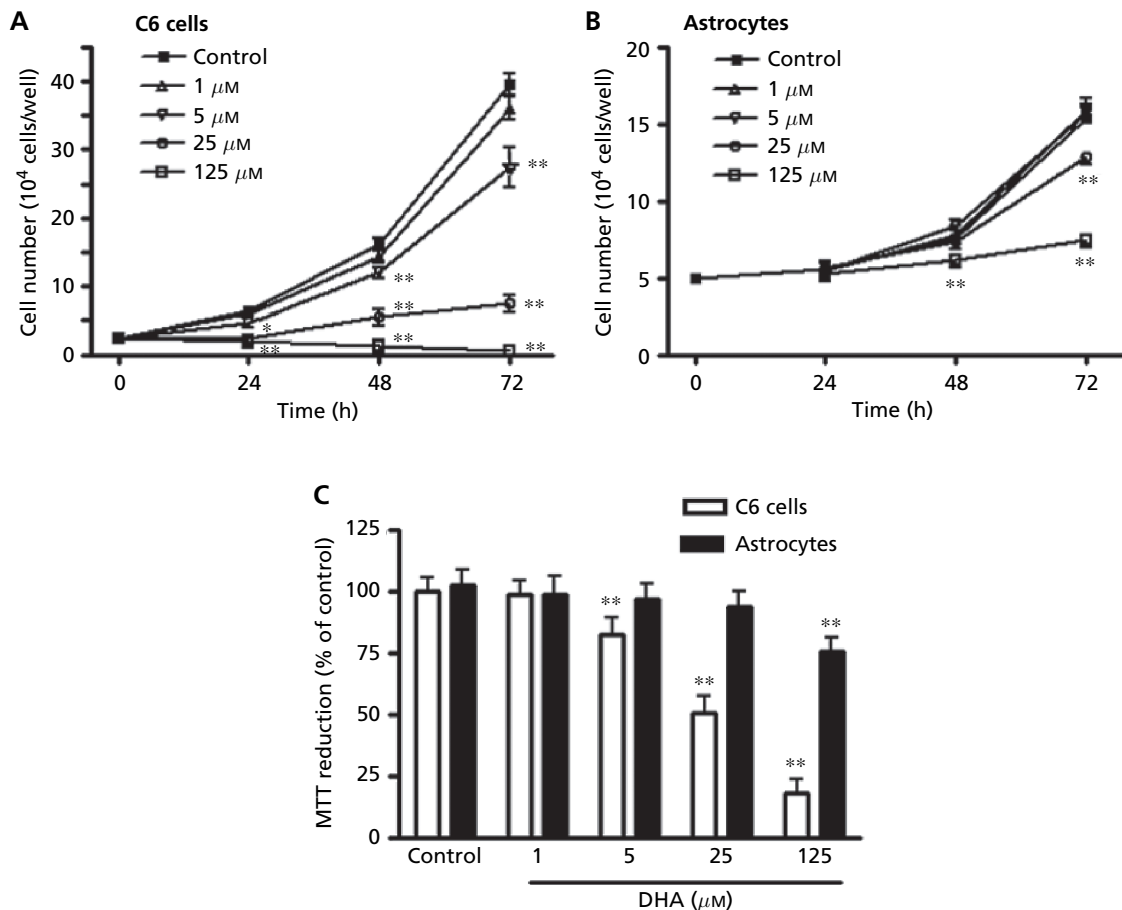 A
C6 cells
Control
1 μM
5 μM
25 μM
125 μM
Cell number (10⁴ cells/well)
40
30
20
10
0
**
**
*
**
**
**
**
**
0 24 48 72
Time (h)
B
Astrocytes
Control
1 μM
5 μM
25 μM
125 μM
Cell number (10⁴ cells/well)
20
15
10
5
0
**
**
**
0 24 48 72
Time (h)
C
C6 cells
Astrocytes
MTT reduction (% of control)
125
100
75
50
25
0
**
**
**
**
Control 1 5 25 125
DHA (μM)